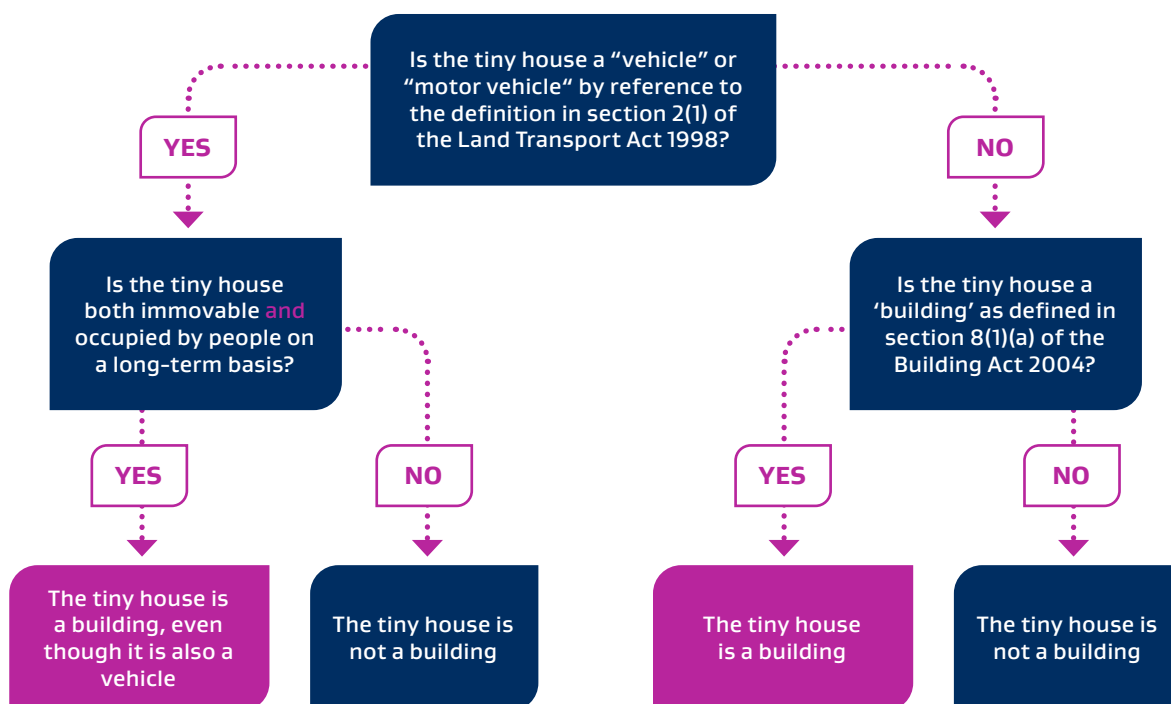 Is the tiny house a “vehicle” or
“motor vehicle“ by reference to
the definition in section 2(1) of
the Land Transport Act 1998?
YES
NO
Is the tiny house
both immovable and
occupied by people on
a long-term basis?
Is the tiny house a
‘building’ as defined in
section 8(1)(a) of the
Building Act 2004?
YES
NO
YES
NO
The tiny house is
a building, even
though it is also a
vehicle
The tiny house is
not a building
The tiny house
is a building
The tiny house is
not a building